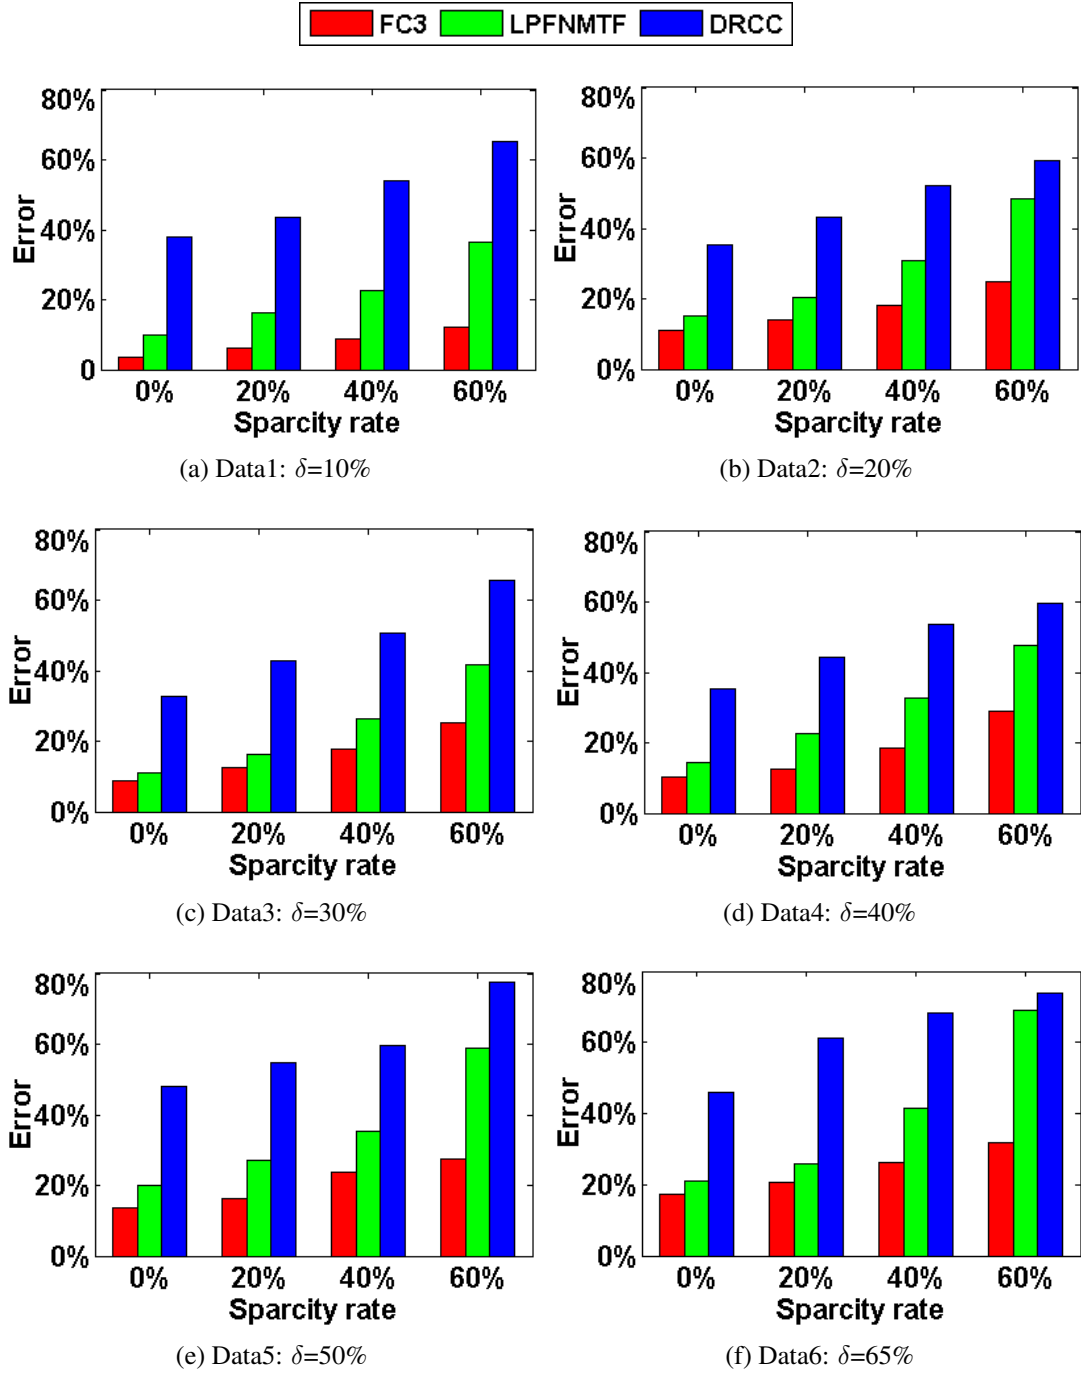 FC3 LPFNMTF DRCC
80%
60%
40%
20%
0
Error
0% 20% 40% 60%
Sparcity rate
(a) Data1: δ=10%
80%
60%
40%
20%
0%
Error
0% 20% 40% 60%
Sparcity rate
(b) Data2: δ=20%
80%
60%
40%
20%
0%
Error
0% 20% 40% 60%
Sparcity rate
(c) Data3: δ=30%
80%
60%
40%
20%
0%
Error
0% 20% 40% 60%
Sparcity rate
(d) Data4: δ=40%
80%
60%
40%
20%
0%
Error
0% 20% 40% 60%
Sparcity rate
(e) Data5: δ=50%
80%
60%
40%
20%
0%
Error
0% 20% 40% 60%
Sparcity rate
(f) Data6: δ=65%